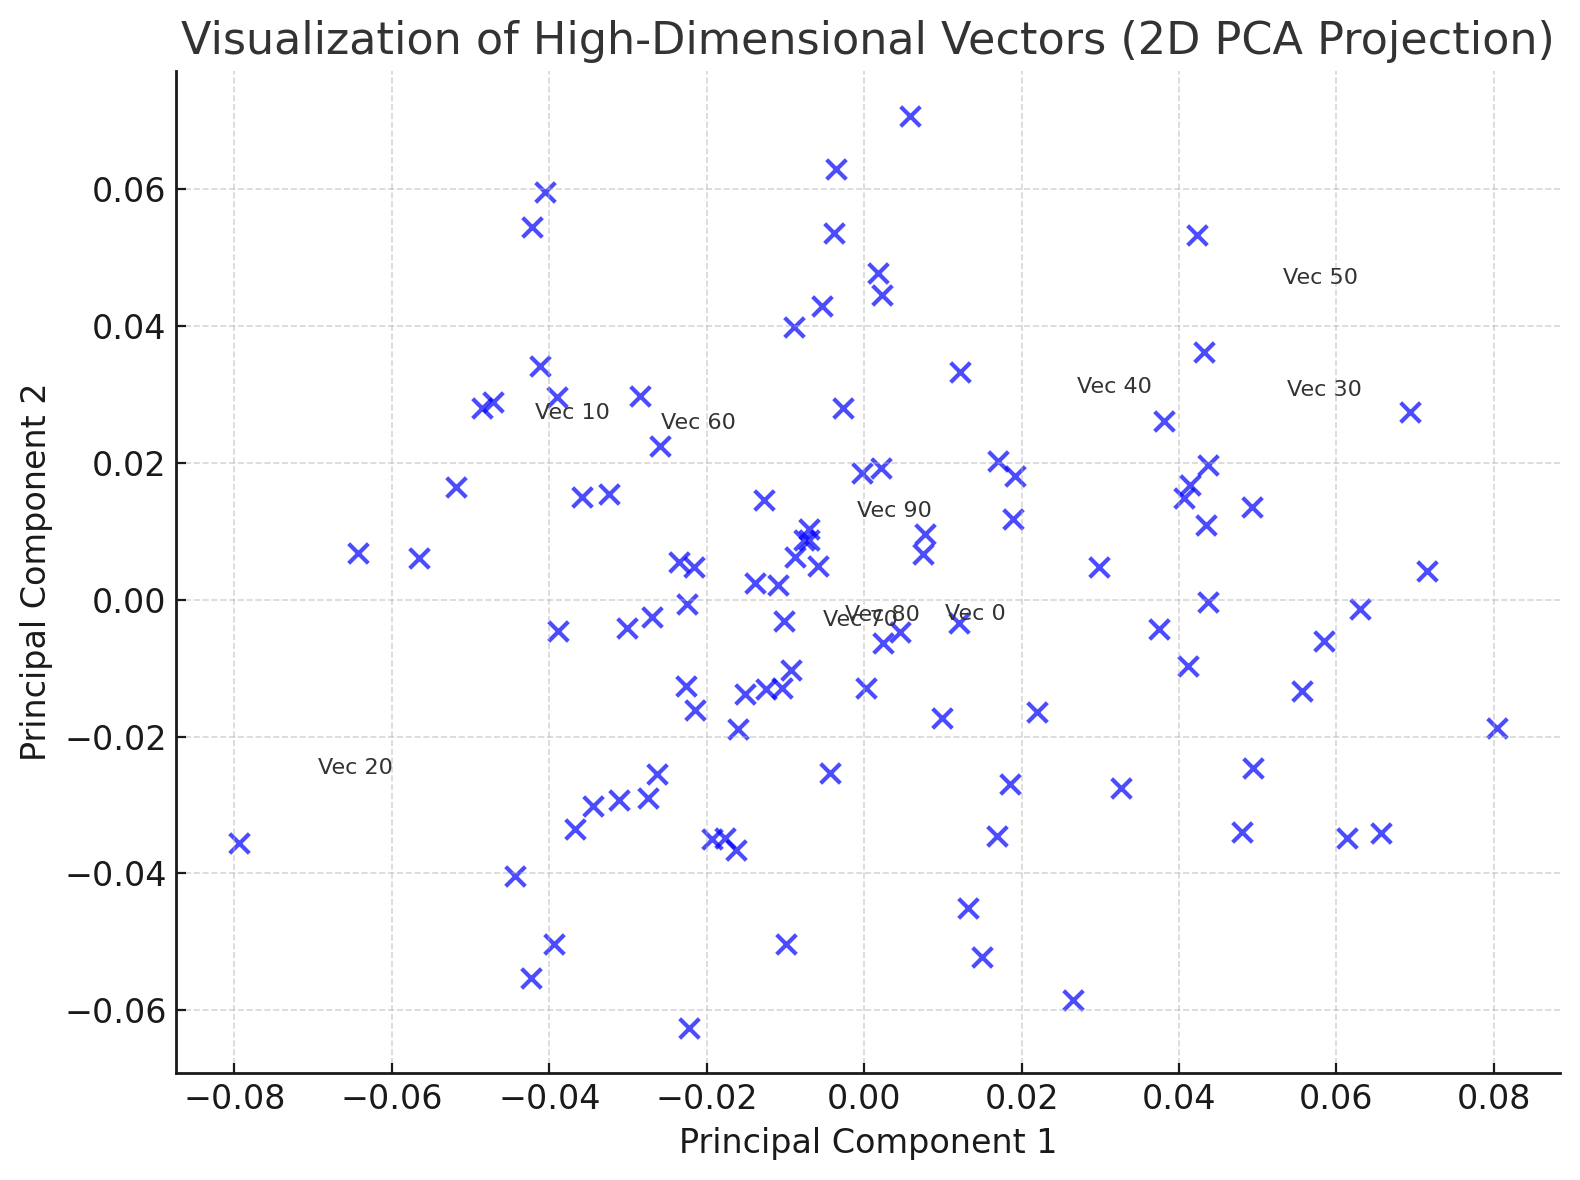 Visualization of High-Dimensional Vectors (2D PCA Projection)
Principal Component 2
0.06
0.04
0.02
0.00
−0.02
−0.04
−0.06
Vec 50
Vec 40
Vec 30
Vec 10
Vec 60
Vec 90
Vec 70
Vec 80
Vec 0
Vec 20
−0.08
−0.06
−0.04
−0.02
0.00
0.02
0.04
0.06
0.08
Principal Component 1